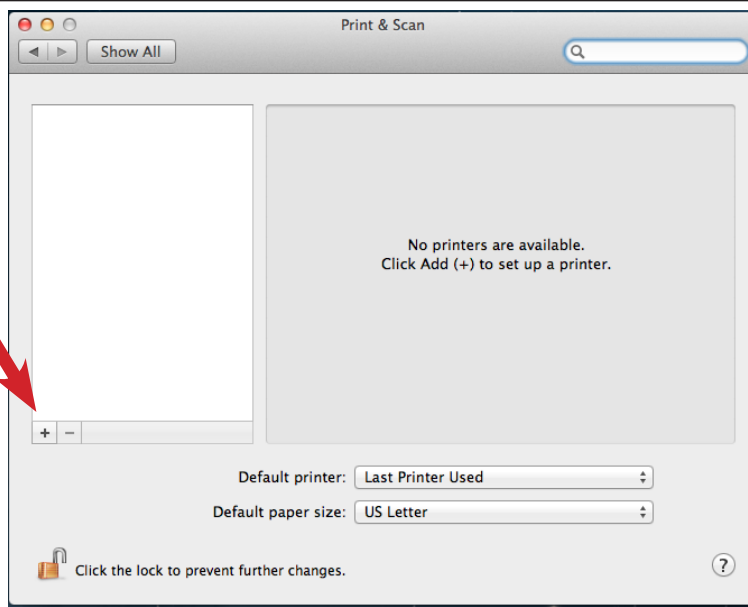 Print & Scan
Show All
No printers are available.
Click Add (+) to set up a printer.
+ −
Default printer: Last Printer Used
Default paper size: US Letter
Click the lock to prevent further changes.
?